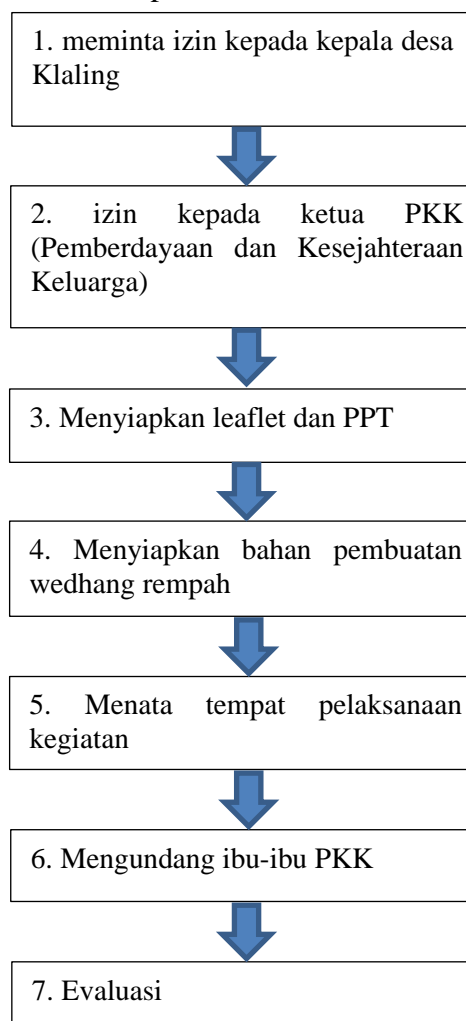 1. meminta izin kepada kepala desa
Klaling
2. izin kepada ketua PKK
(Pemberdayaan dan Kesejahteraan
Keluarga)
3. Menyiapkan leaflet dan PPT
4. Menyiapkan bahan pembuatan
wedhang rempah
5. Menata tempat pelaksanaan
kegiatan
6. Mengundang ibu-ibu PKK
7. Evaluasi